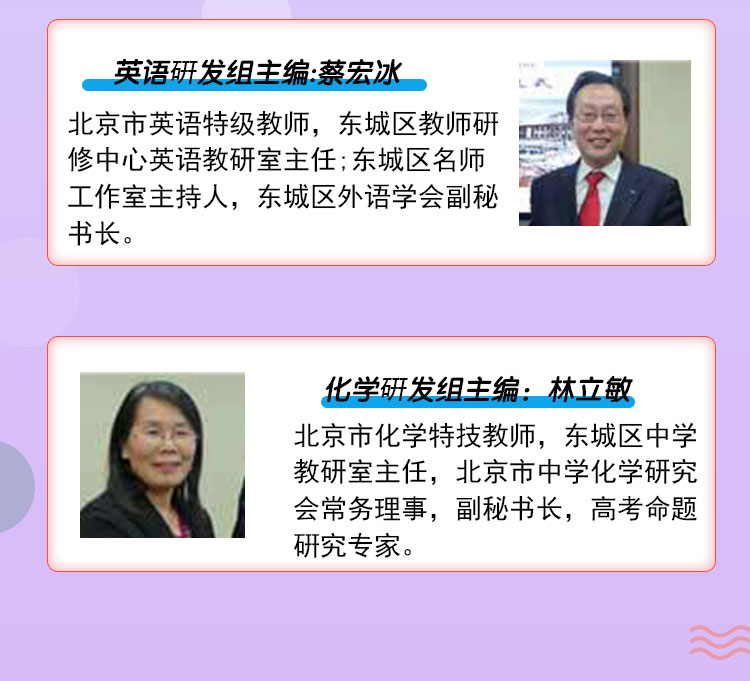 英语研发组主编:蔡宏冰
北京市英语特级教师，东城区教师研
修中心英语教研室主任;东城区名师
工作室主持人，东城区外语学会副秘
书长。
化学研发组主编：林立敏
北京市化学特技教师，东城区中学
教研室主任，北京市中学化学研究
会常务理事，副秘书长，高考命题
研究专家。